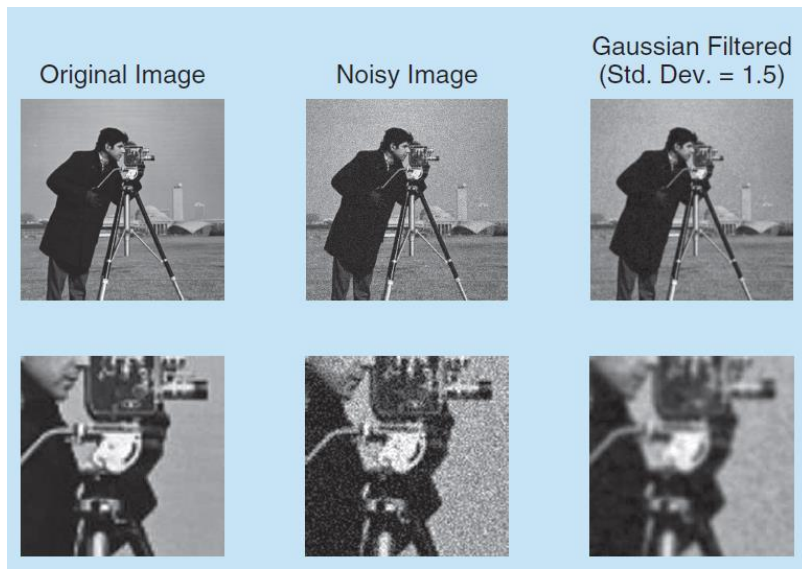 Original Image
Noisy Image
Gaussian Filtered
(Std. Dev. = 1.5)